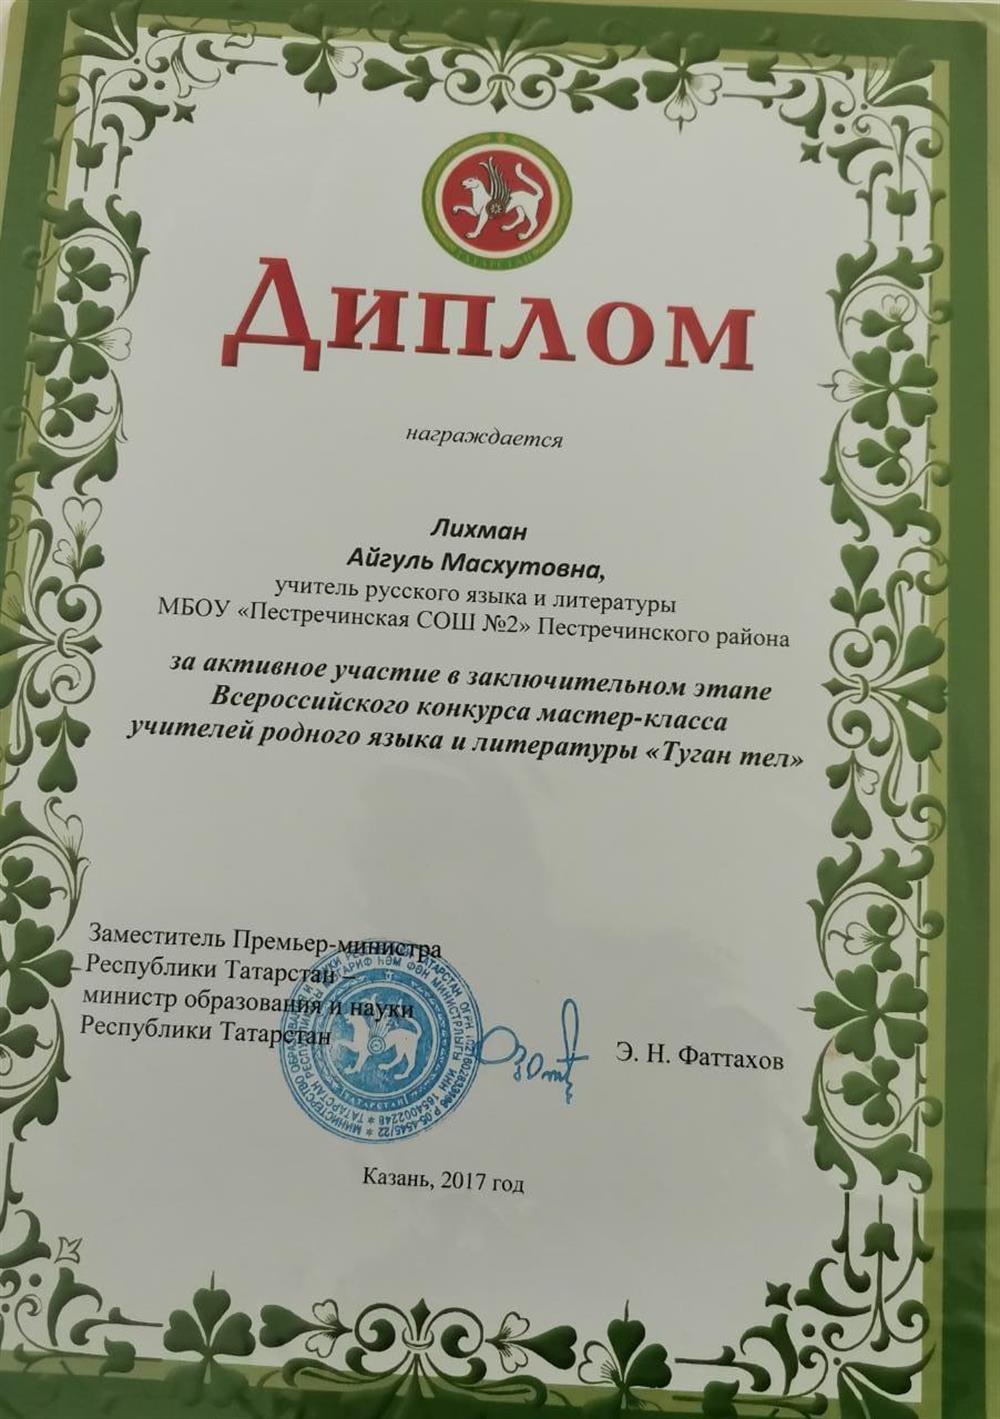 ТАТАРСТАН
Диплом
награждается
Лихман
Айгуль Масхутовна,
учитель русского языка и литературы
МБОУ «Пестречинская СОШ №2» Пестречинского района
за активное участие в заключительном этапе
Всероссийского конкурса мастер-класса
учителей родного языка и литературы «Туган тел»
Заместитель Премьер-министра
Республики Татарстан –
министр образования и науки
Республики Татарстан
Э. Н. Фаттахов
ТАТАРСТАН
Казань, 2017 год